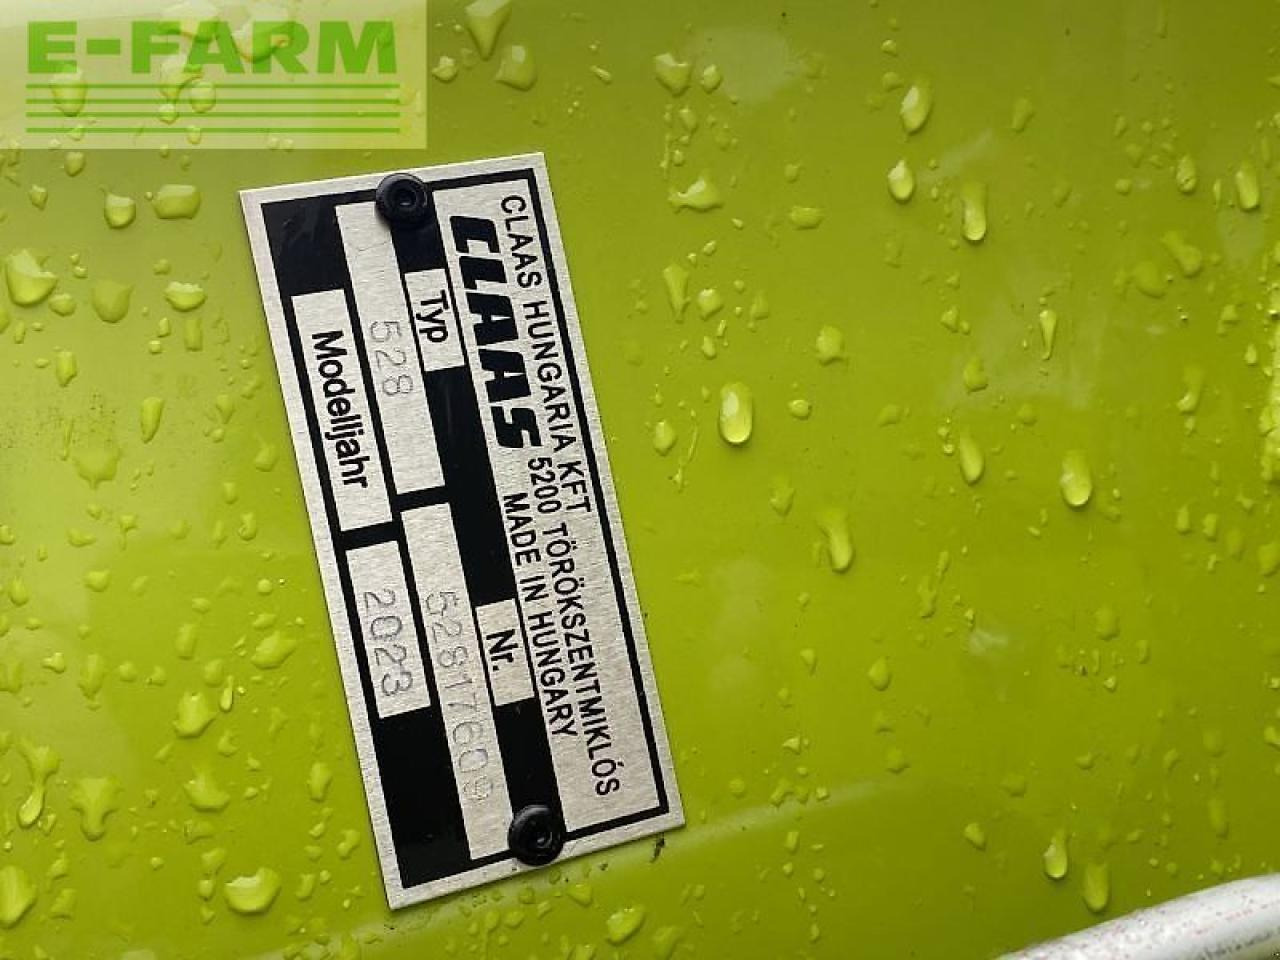 E-FARM
CLAAS HUNGARIA KFT
5200 TÖRÖKSZENTMIKLÓS
CLAAS MADE IN HUNGARY
Typ Nr.
528 52817609
Modelljahr 2023